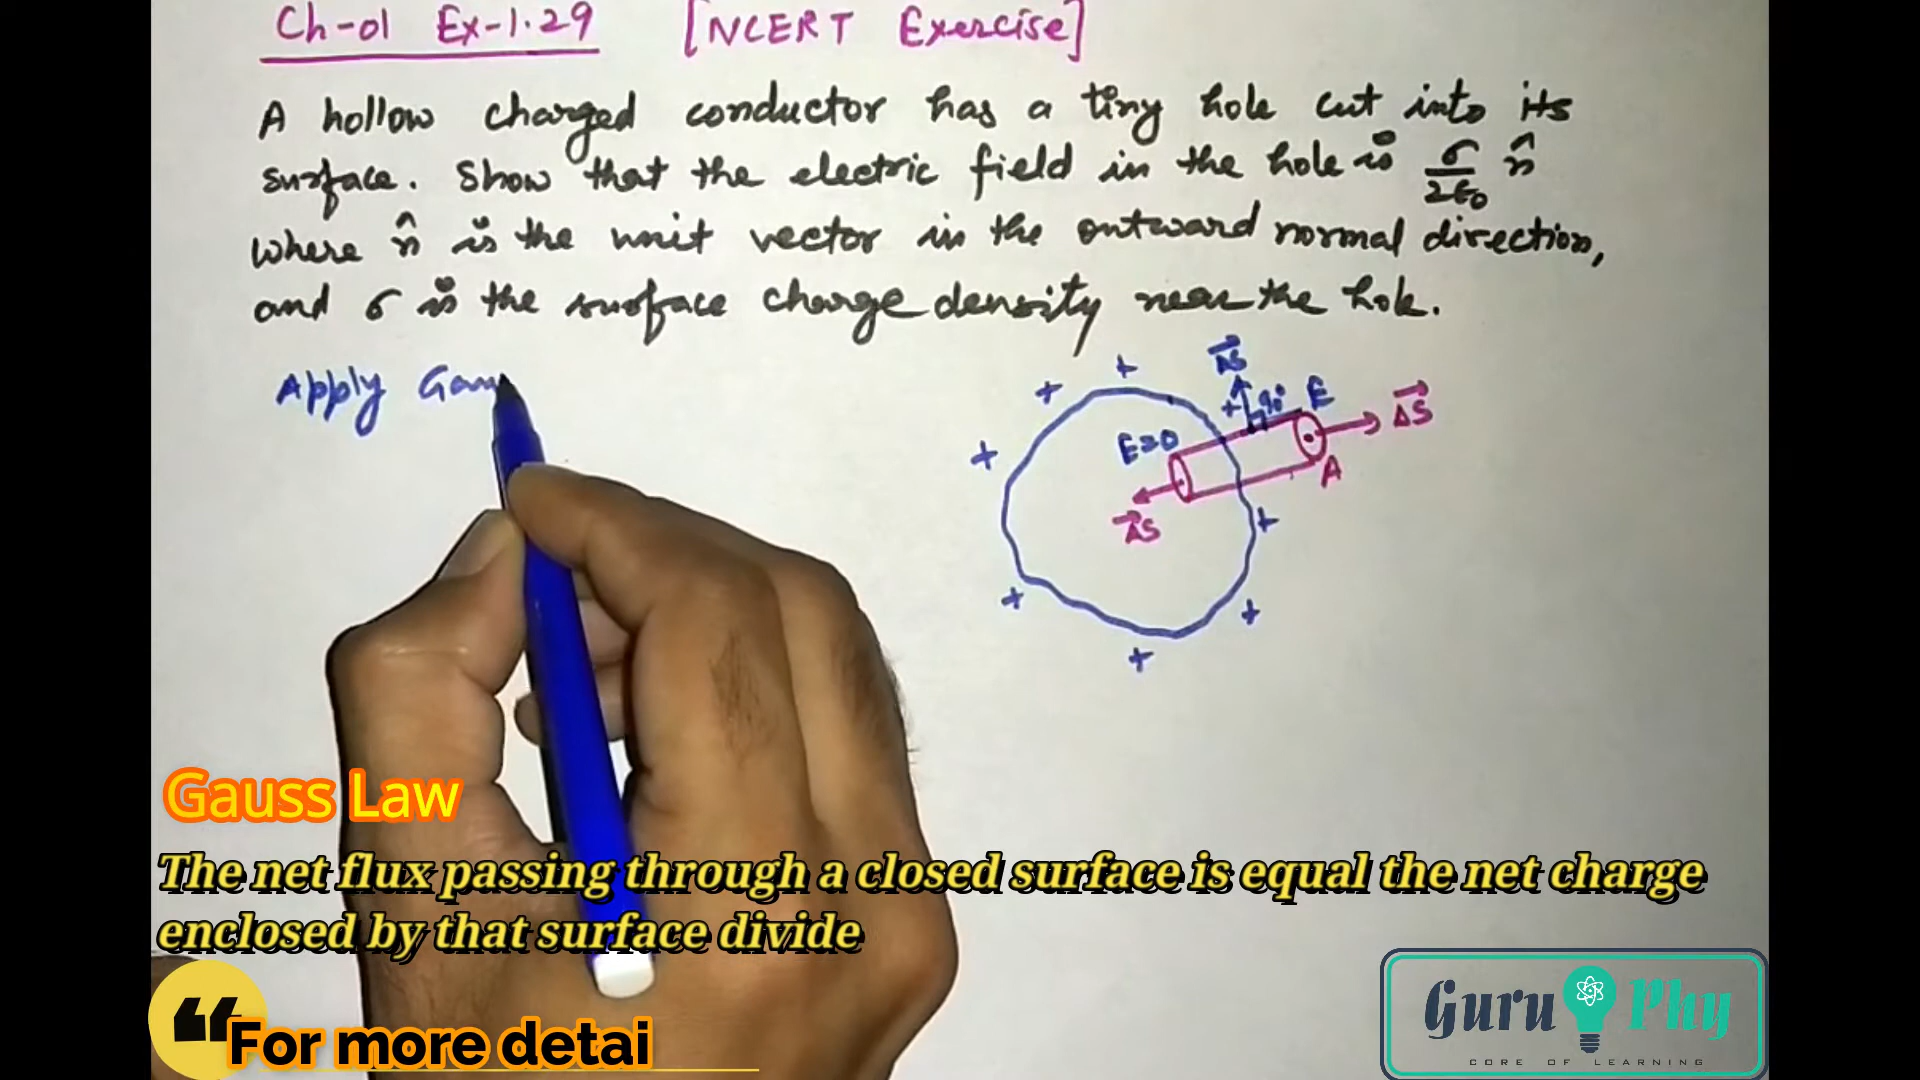 Ch-01 Ex-1.29 [NCERT Exercise]
A hollow charged conductor has a tiny hole cut into its
surface. Show that the electric field in the hole is σ/2ε₀ n̂
where n̂ is the unit vector in the outward normal direction,
and σ is the surface charge density near the hole.
Apply Gau
ΔS
+ + + 90° E
ΔS
E=0
+
A
ΔS
+
+
+
+
Gauss Law
The net flux passing through a closed surface is equal the net charge
enclosed by that surface divide
“ For more detai
Guru Phy
CORE OF LEARNING